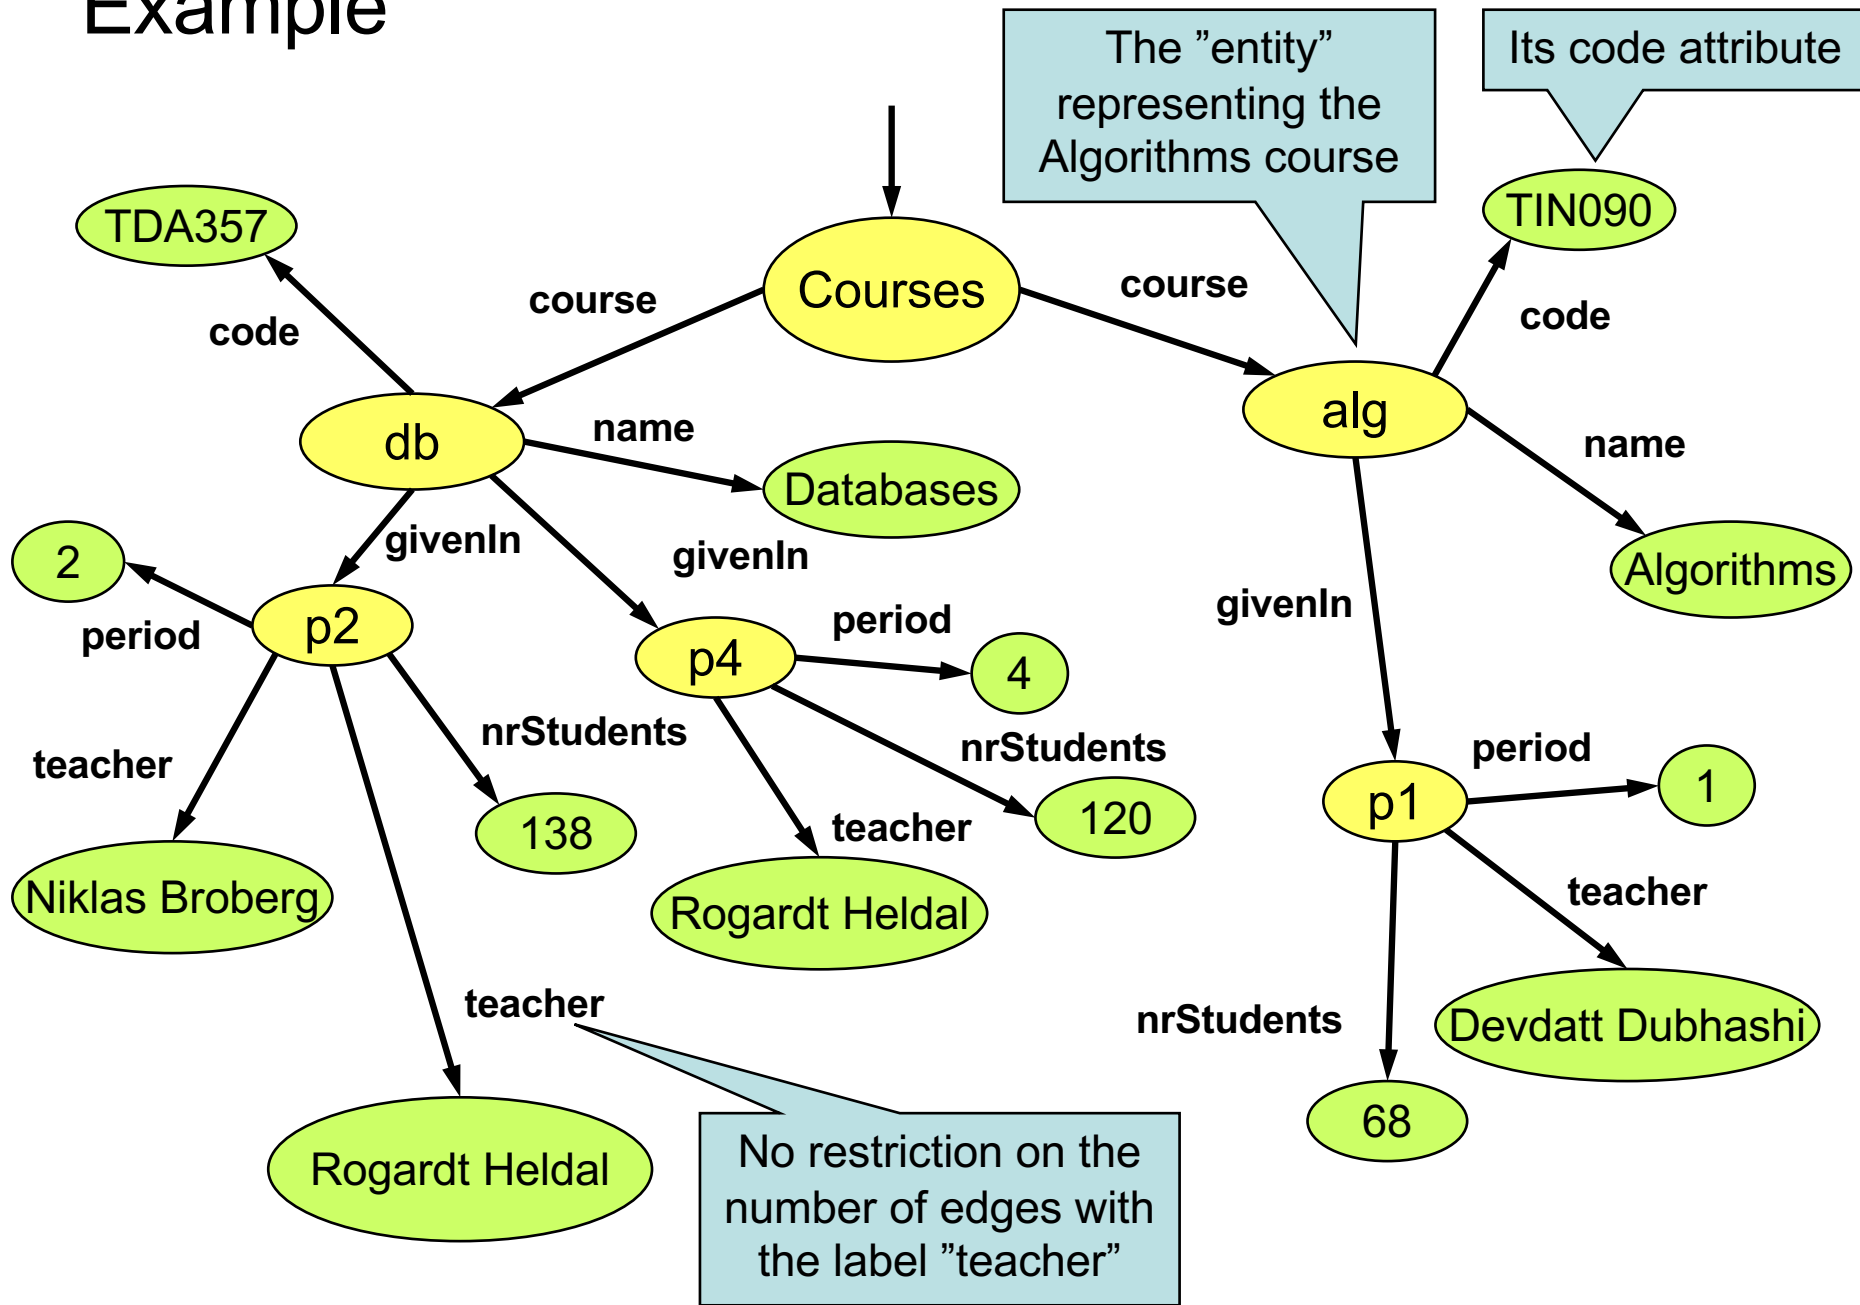 Example
The ”entity”
representing the
Algorithms course
Its code attribute
TDA357
TIN090
Courses
course
course
code
code
db
name
alg
name
Databases
givenIn
givenIn
2
Algorithms
givenIn
period
p2
period
p4
4
nrStudents
nrStudents
period
teacher
1
p1
138
teacher
120
Niklas Broberg
Rogardt Heldal
teacher
teacher
nrStudents
Devdatt Dubhashi
68
Rogardt Heldal
No restriction on the
number of edges with
the label ”teacher”